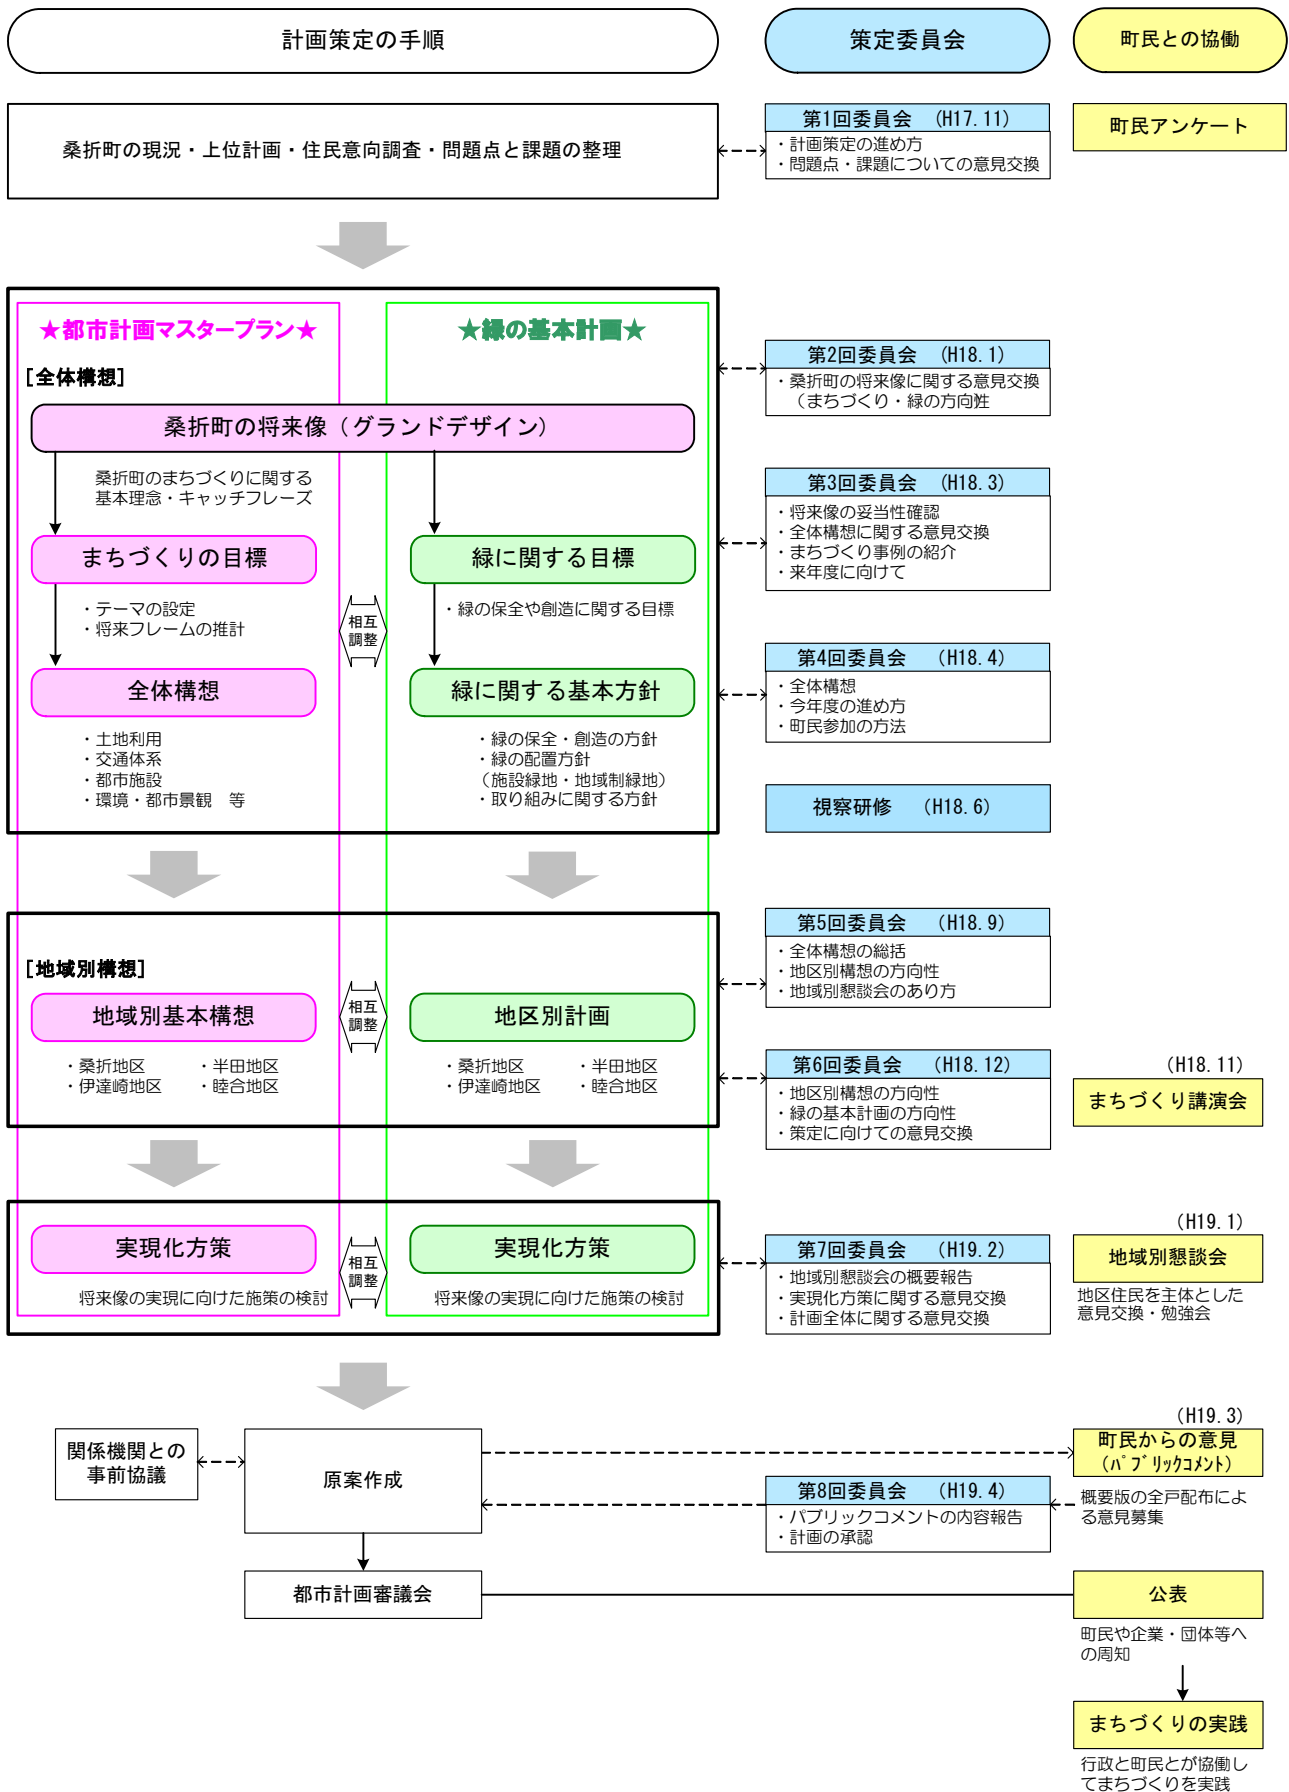 計画策定の手順
策定委員会
町民との協働
桑折町の現況・上位計画・住民意向調査・問題点と課題の整理
第1回委員会 (H17.11)
・計画策定の進め方
・問題点・課題についての意見交換
町民アンケート
★都市計画マスタープラン★
★緑の基本計画★
[全体構想]
桑折町の将来像（グランドデザイン）
桑折町のまちづくりに関する
基本理念・キャッチフレーズ
まちづくりの目標
緑に関する目標
・テーマの設定
・将来フレームの推計
相互
調整
・緑の保全や創造に関する目標
全体構想
緑に関する基本方針
・土地利用
・交通体系
・都市施設
・環境・都市景観 等
・緑の保全・創造の方針
・緑の配置方針
（施設緑地・地域制緑地）
・取り組みに関する方針
第2回委員会 (H18.1)
・桑折町の将来像に関する意見交換
（まちづくり・緑の方向性
第3回委員会 (H18.3)
・将来像の妥当性確認
・全体構想に関する意見交換
・まちづくり事例の紹介
・来年度に向けて
第4回委員会 (H18.4)
・全体構想
・今年度の進め方
・町民参加の方法
視察研修 (H18.6)
[地域別構想]
地域別基本構想
相互
調整
地区別計画
・桑折地区 ・半田地区
・伊達崎地区 ・睦合地区
・桑折地区 ・半田地区
・伊達崎地区 ・睦合地区
第5回委員会 (H18.9)
・全体構想の総括
・地区別構想の方向性
・地域別懇談会のあり方
第6回委員会 (H18.12)
・地区別構想の方向性
・緑の基本計画の方向性
・策定に向けての意見交換
(H18.11)
まちづくり講演会
実現化方策
相互
調整
実現化方策
将来像の実現に向けた施策の検討
将来像の実現に向けた施策の検討
第7回委員会 (H19.2)
・地域別懇談会の概要報告
・実現化方策に関する意見交換
・計画全体に関する意見交換
(H19.1)
地域別懇談会
地区住民を主体とした
意見交換・勉強会
関係機関との
事前協議
原案作成
(H19.3)
町民からの意見
(ﾊﾟﾌﾞﾘｯｸｺﾒﾝﾄ)
概要版の全戸配布によ
る意見募集
第8回委員会 (H19.4)
・パブリックコメントの内容報告
・計画の承認
都市計画審議会
公表
町民や企業・団体等へ
の周知
まちづくりの実践
行政と町民とが協働し
てまちづくりを実践